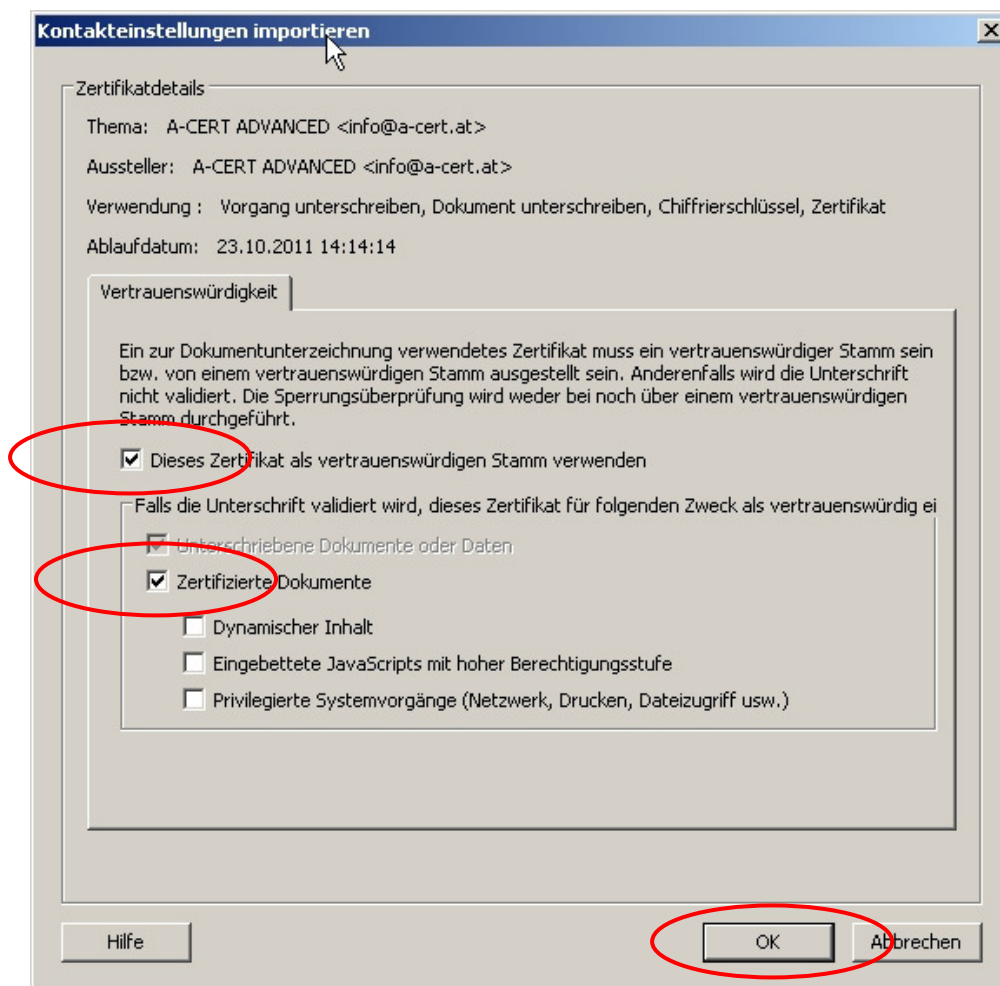 Kontakteinstellungen importieren
Zertifikatdetails
Thema: A-CERT ADVANCED <info@a-cert.at>
Aussteller: A-CERT ADVANCED <info@a-cert.at>
Verwendung : Vorgang unterschreiben, Dokument unterschreiben, Chiffrierschlüssel, Zertifikat
Ablaufdatum: 23.10.2011 14:14:14
Vertrauenswürdigkeit
Ein zur Dokumentunterzeichnung verwendetes Zertifikat muss ein vertrauenswürdiger Stamm sein
bzw. von einem vertrauenswürdigen Stamm ausgestellt sein. Anderenfalls wird die Unterschrift
nicht validiert. Die Sperrungsüberprüfung wird weder bei noch über einem vertrauenswürdigen
Stamm durchgeführt.
Dieses Zertifikat als vertrauenswürdigen Stamm verwenden
Falls die Unterschrift validiert wird, dieses Zertifikat für folgenden Zweck als vertrauenswürdig ei
Unterschriebene Dokumente oder Daten
Zertifizierte Dokumente
Dynamischer Inhalt
Eingebettete JavaScripts mit hoher Berechtigungsstufe
Privilegierte Systemvorgänge (Netzwerk, Drucken, Dateizugriff usw.)
Hilfe OK Abbrechen